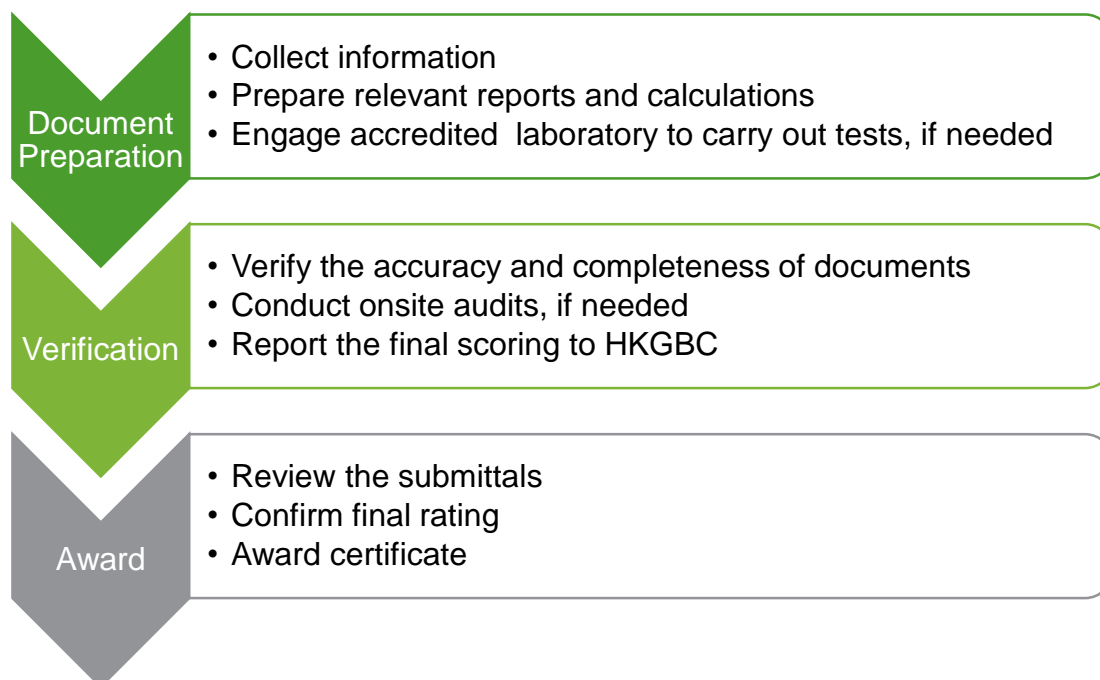 Document
Preparation
• Collect information
• Prepare relevant reports and calculations
• Engage accredited  laboratory to carry out tests, if needed
Verification
• Verify the accuracy and completeness of documents
• Conduct onsite audits, if needed
• Report the final scoring to HKGBC
Award
• Review the submittals
• Confirm final rating
• Award certificate